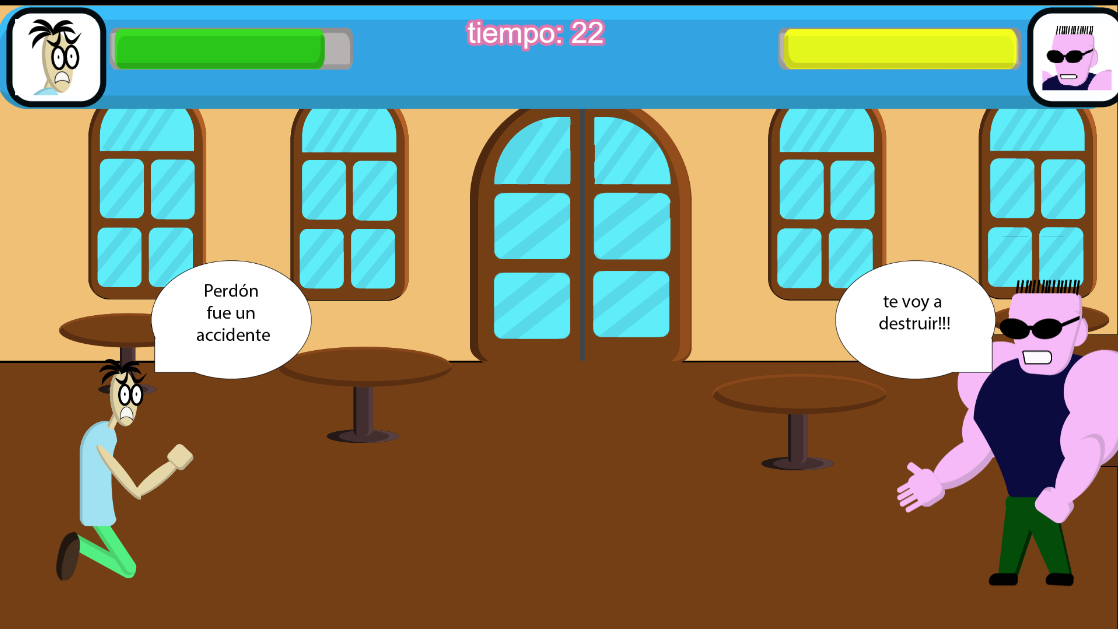 tiempo: 22
Perdón
fue un
accidente
te voy a
destruir!!!